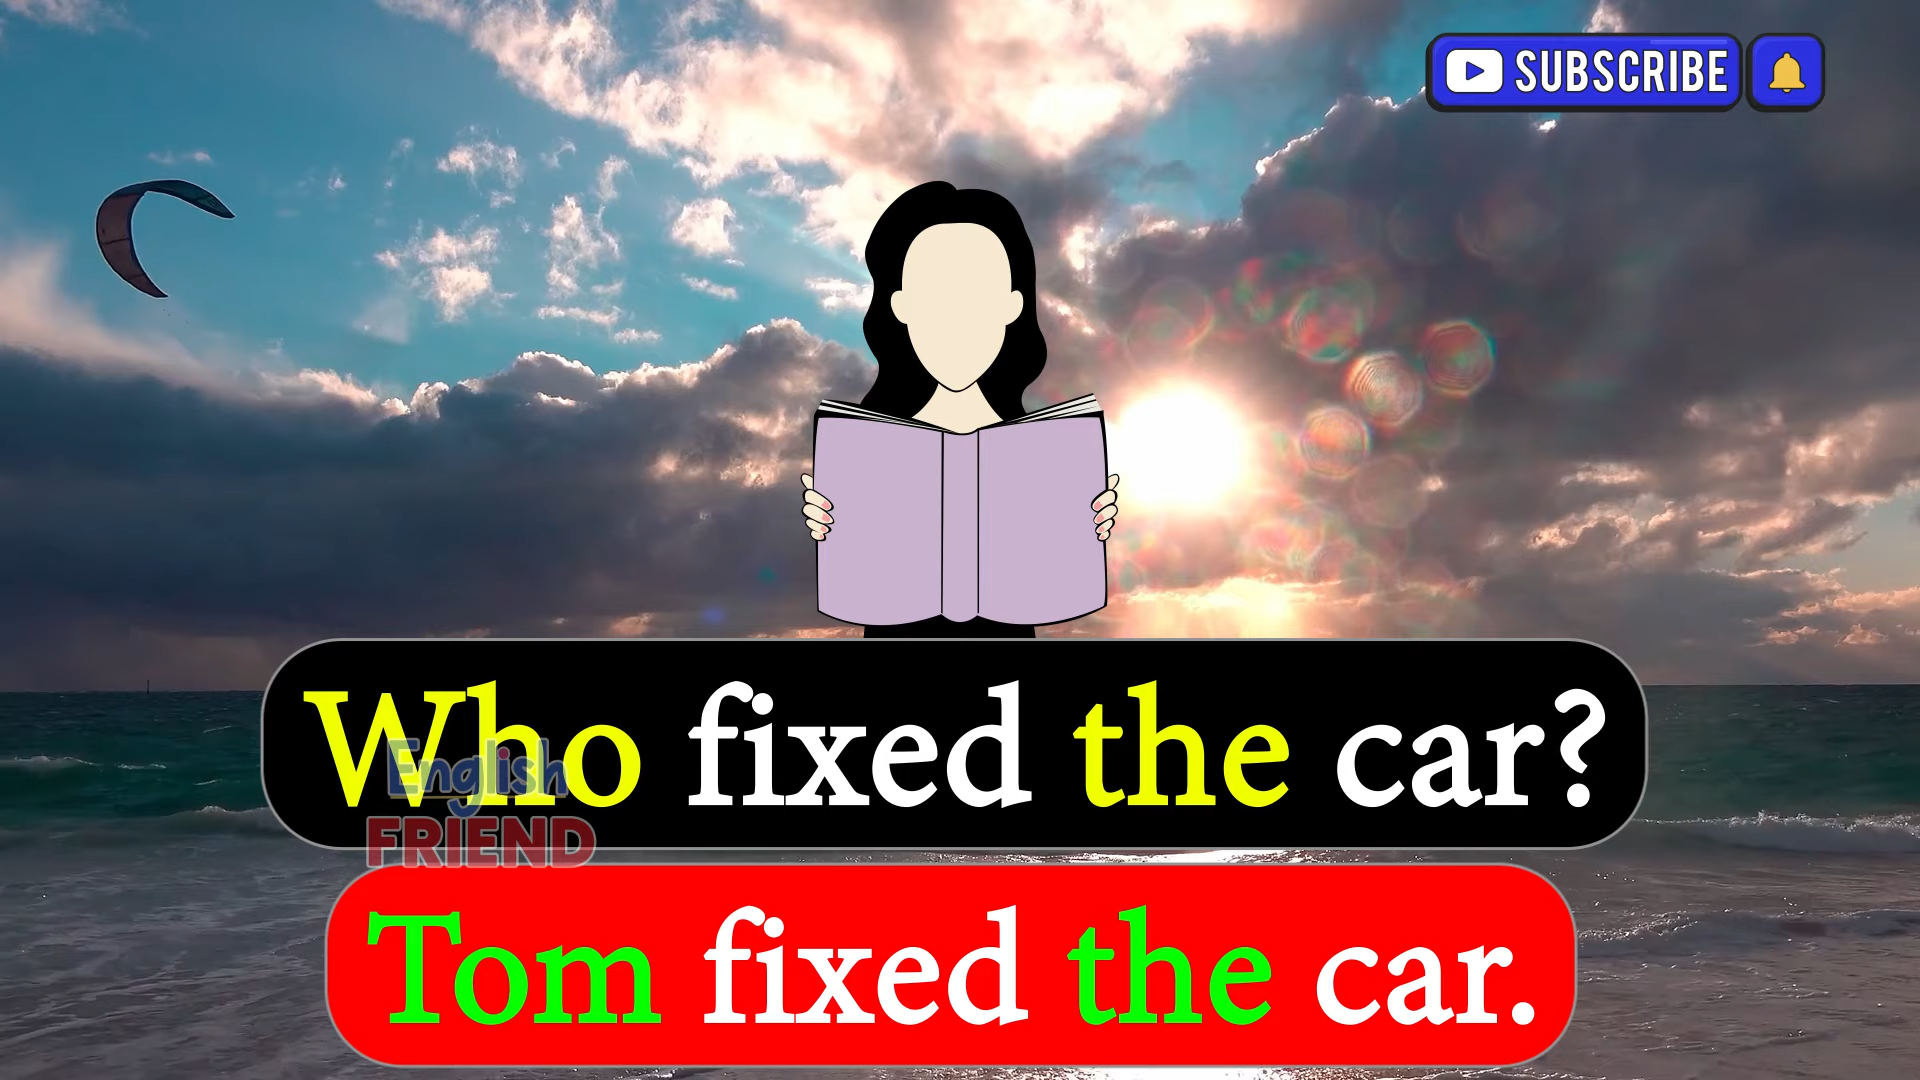 SUBSCRIBE
Who fixed the car?
English
FRIEND
Tom fixed the car.